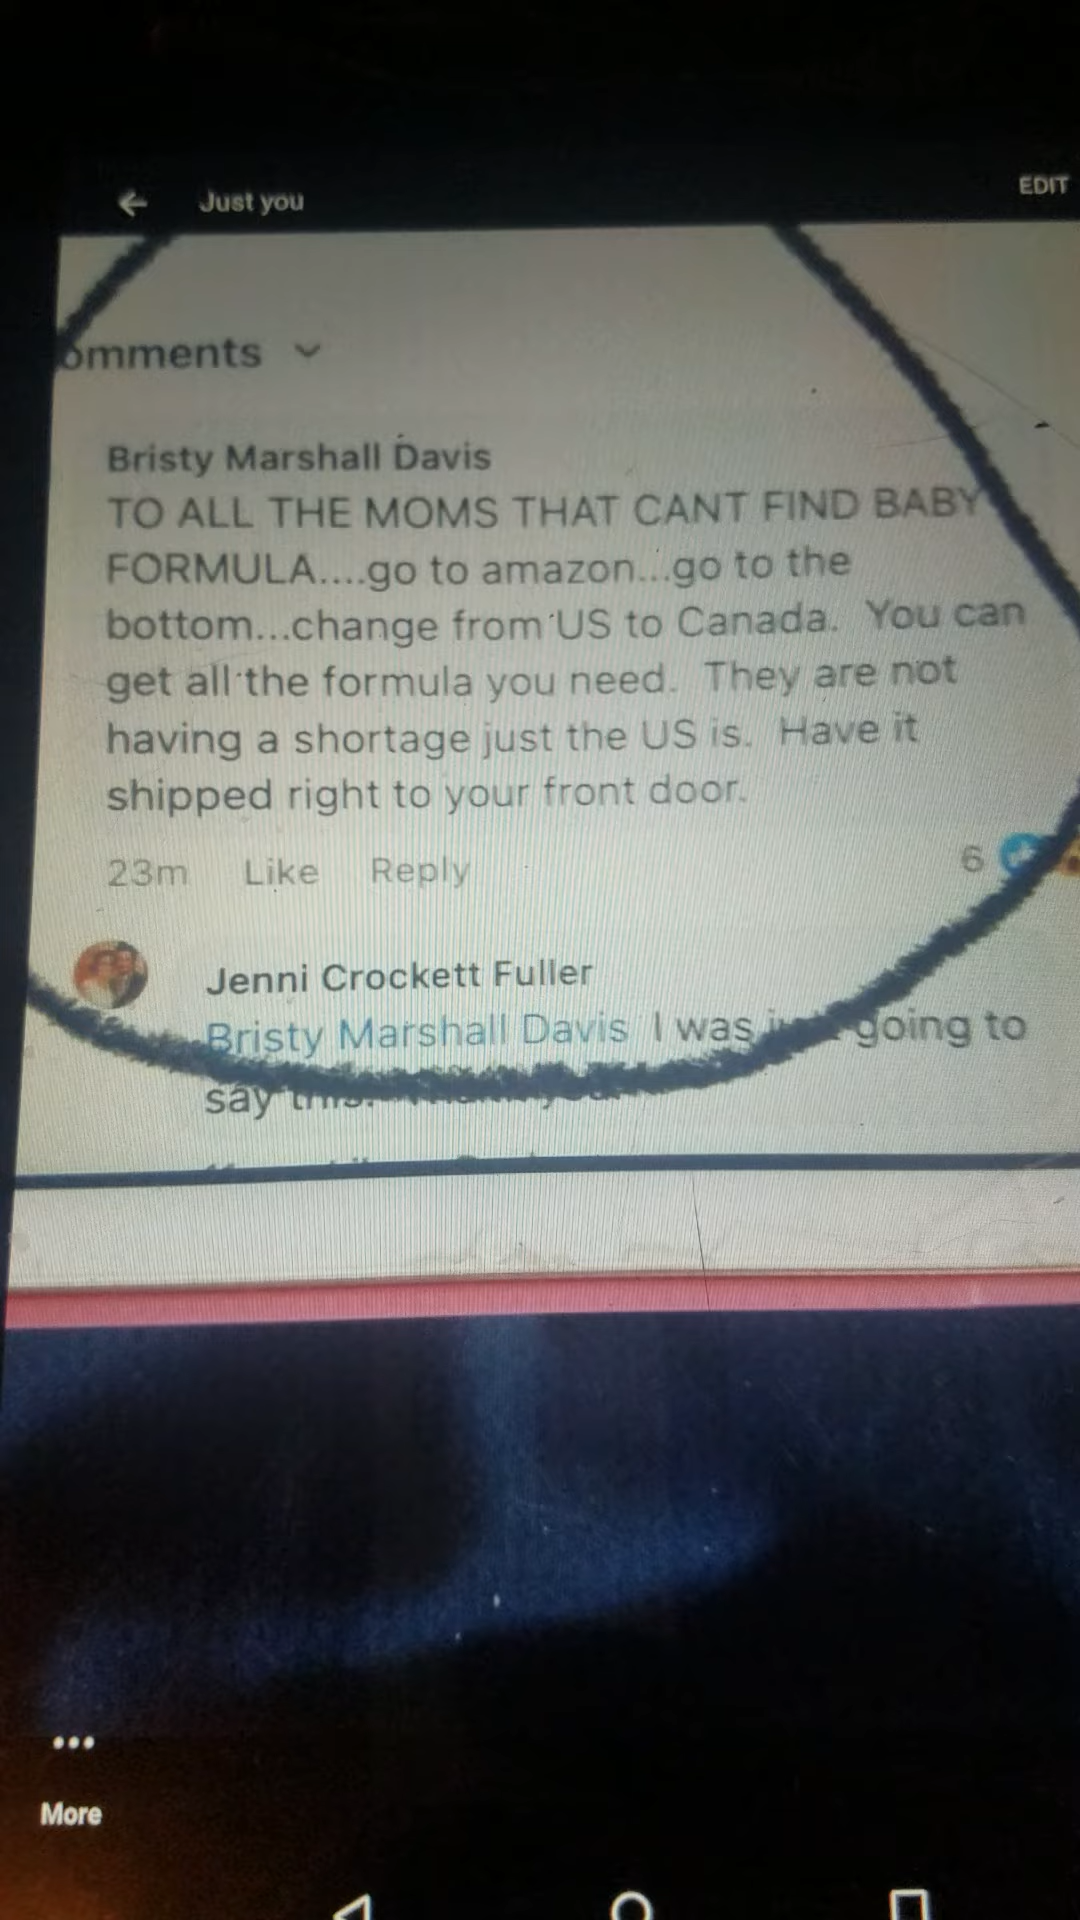 Just you
EDIT
omments
Bristy Marshall Davis
TO ALL THE MOMS THAT CANT FIND BABY
FORMULA....go to amazon...go to the
bottom...change from US to Canada. You can
get all the formula you need. They are not
having a shortage just the US is. Have it
shipped right to your front door.
23m Like Reply
6
Jenni Crockett Fuller
Bristy Marshall Davis I was just going to
say this.
More